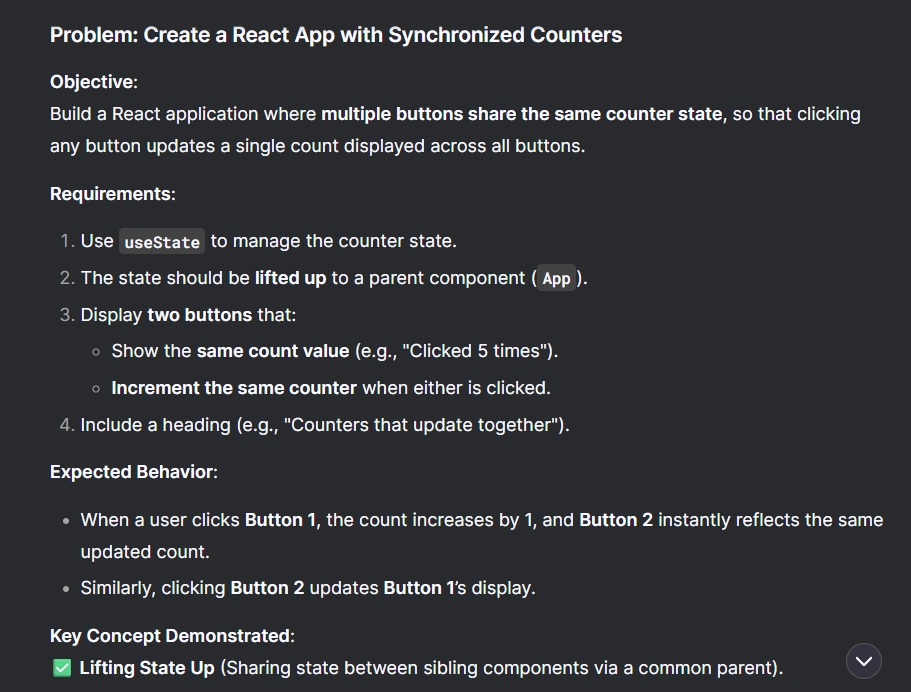 Problem: Create a React App with Synchronized Counters
Objective:
Build a React application where multiple buttons share the same counter state, so that clicking
any button updates a single count displayed across all buttons.
Requirements:
1. Use useState to manage the counter state.
2. The state should be lifted up to a parent component (App).
3. Display two buttons that:
○ Show the same count value (e.g., "Clicked 5 times").
○ Increment the same counter when either is clicked.
4. Include a heading (e.g., "Counters that update together").
Expected Behavior:
• When a user clicks Button 1, the count increases by 1, and Button 2 instantly reflects the same
updated count.
• Similarly, clicking Button 2 updates Button 1's display.
Key Concept Demonstrated:
✅ Lifting State Up (Sharing state between sibling components via a common parent).